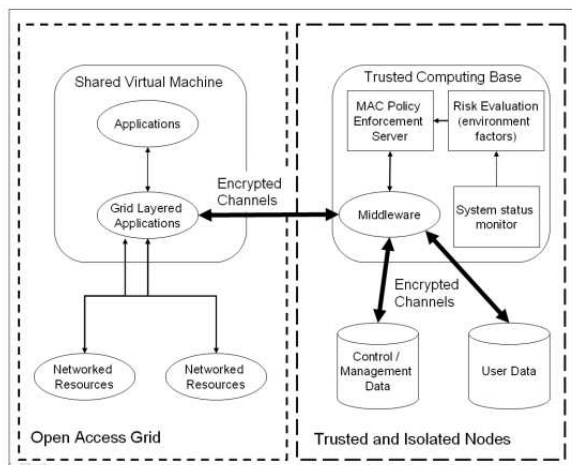 Shared Virtual Machine
Applications
Grid Layered
Applications
Networked
Resources
Networked
Resources
Open Access Grid
Encrypted
Channels
Trusted Computing Base
MAC Policy
Enforcement
Server
Risk Evaluation
(environment
factors)
Middleware
System status
monitor
Encrypted
Channels
Control /
Management
Data
User Data
Trusted and Isolated Nodes